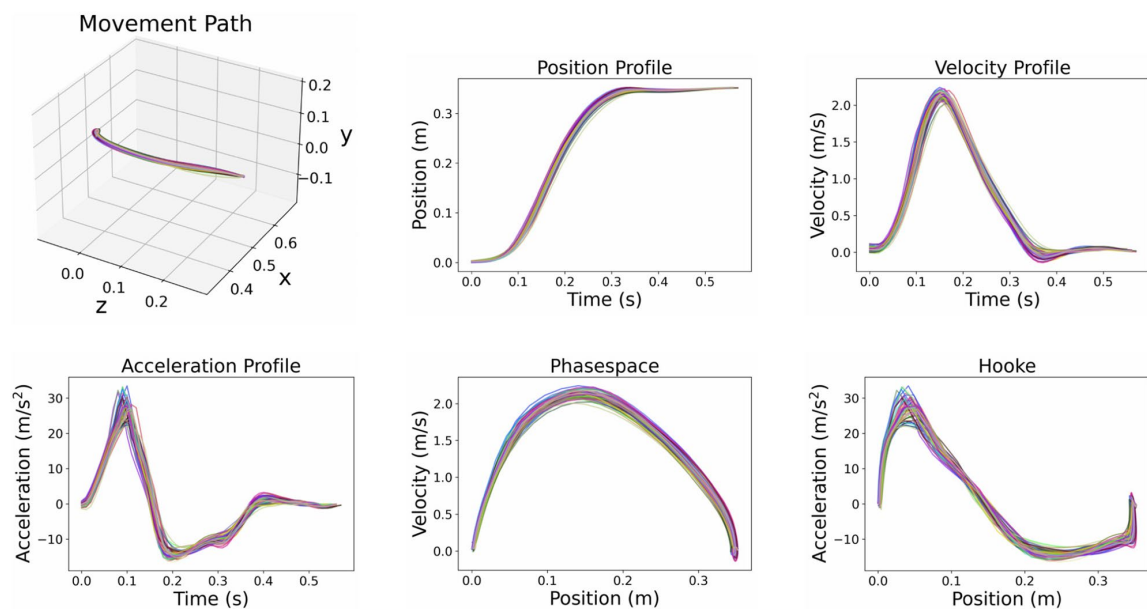 Movement Path
0.2
0.1
0.0
-0.1
y
0.6
0.5
0.4
x
0.0
0.1
0.2
z
Position Profile
0.3
0.2
0.1
0.0
Position (m)
0.0 0.1 0.2 0.3 0.4 0.5
Time (s)
Velocity Profile
2.0
1.5
1.0
0.5
0.0
Velocity (m/s)
0.0 0.1 0.2 0.3 0.4 0.5
Time (s)
Acceleration Profile
30
20
10
0
−10
Acceleration (m/s²)
0.0 0.1 0.2 0.3 0.4 0.5
Time (s)
Phasespace
2.0
1.5
1.0
0.5
0.0
Velocity (m/s)
0.0 0.1 0.2 0.3
Position (m)
Hooke
30
20
10
0
−10
Acceleration (m/s²)
0.0 0.1 0.2 0.3
Position (m)